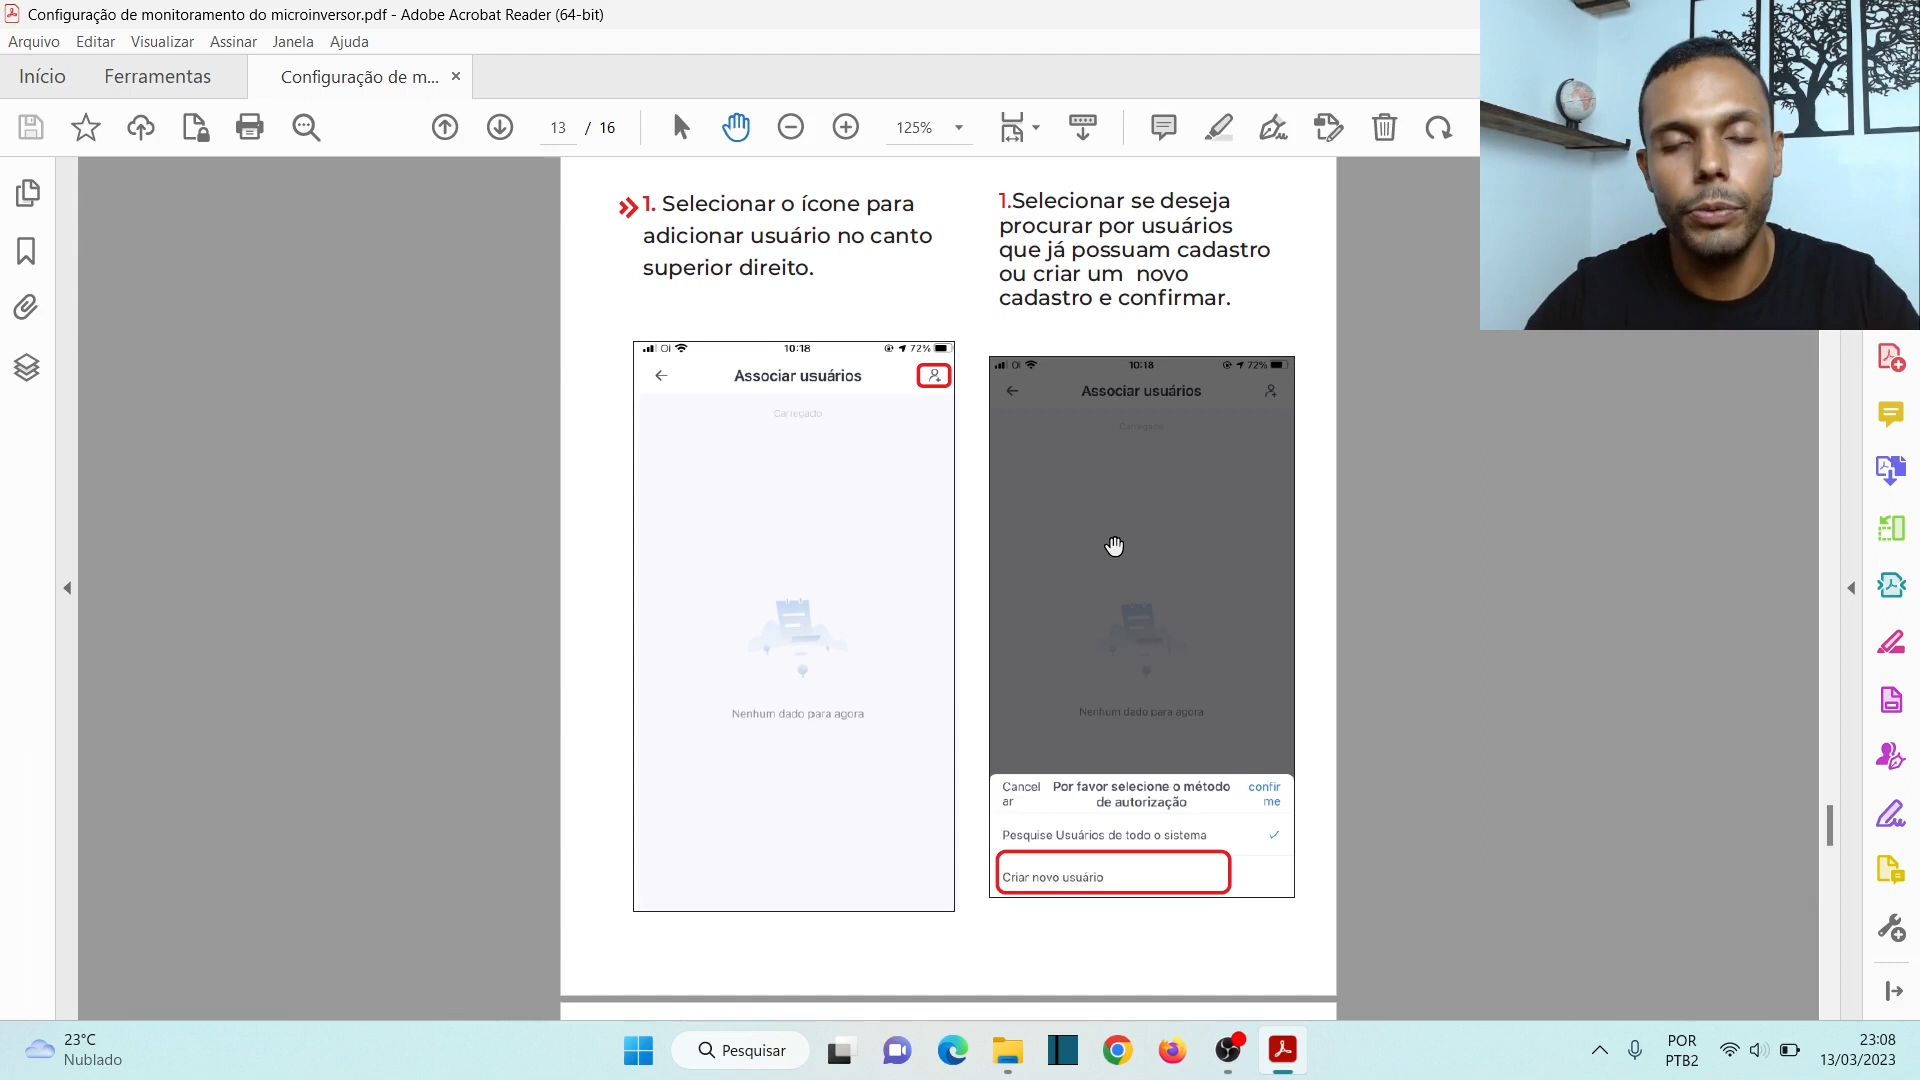 Configuração de monitoramento do microinversor.pdf - Adobe Acrobat Reader (64-bit)
Arquivo Editar Visualizar Assinar Janela Ajuda
Início Ferramentas Configuração de m... ×
13 / 16 125%
1. Selecionar o ícone para
adicionar usuário no canto
superior direito.
1.Selecionar se deseja
procurar por usuários
que já possuam cadastro
ou criar um novo
cadastro e confirmar.
Oi 10:18 72%
Associar usuários
Carregado
Nenhum dado para agora
Oi 10:18 72%
Associar usuários
Carregado
Nenhum dado para agora
Cancel
ar
Por favor selecione o método
de autorização
confir
me
Pesquise Usuários de todo o sistema
Criar novo usuário
23°C
Nublado
Pesquisar
POR
PTB2
23:08
13/03/2023